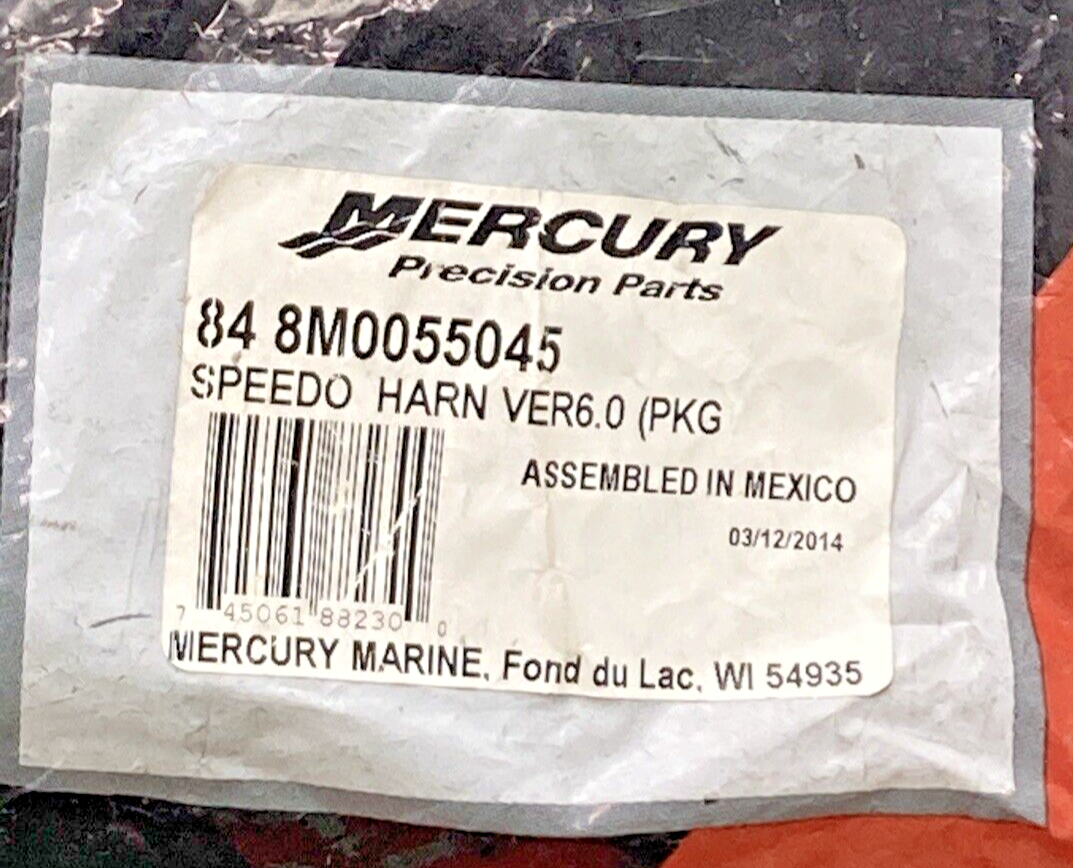 MERCURY
Precision Parts
84 8M0055045
SPEEDO HARN VER6.0 (PKG
ASSEMBLED IN MEXICO
03/12/2014
7 45061 88230 0
MERCURY MARINE, Fond du Lac, WI 54935